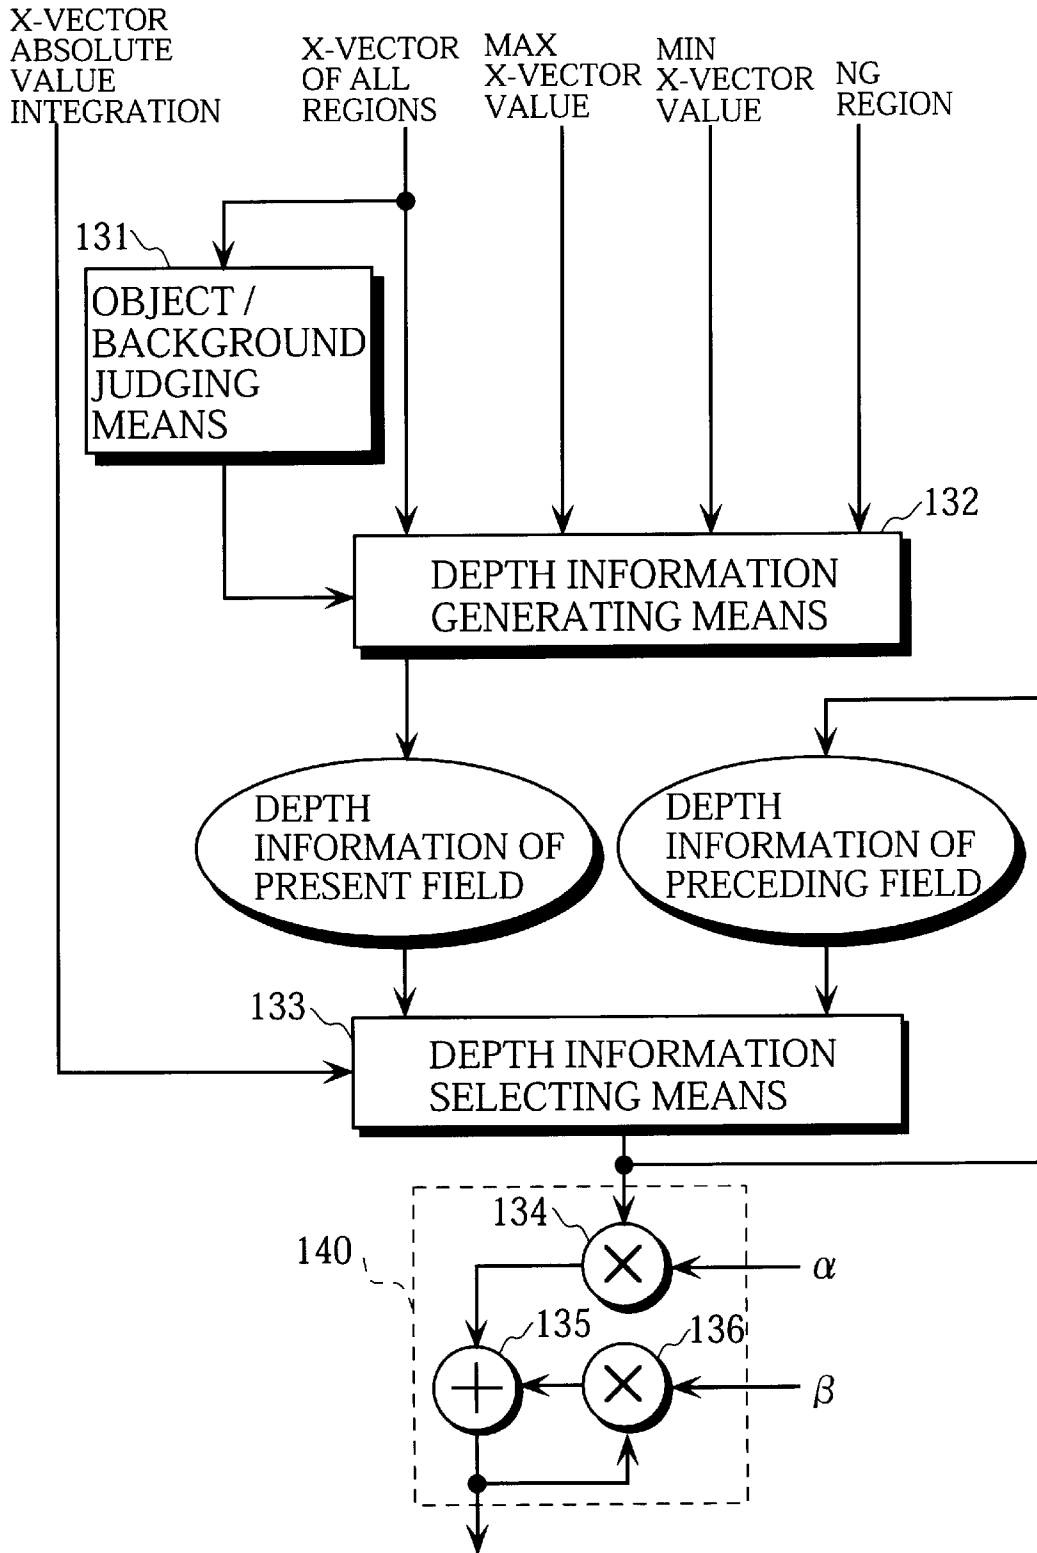 X-VECTOR
ABSOLUTE
VALUE
INTEGRATION
X-VECTOR
OF ALL
REGIONS
MAX
X-VECTOR
VALUE
MIN
X-VECTOR
VALUE
NG
REGION
131
OBJECT /
BACKGROUND
JUDGING
MEANS
132
DEPTH INFORMATION
GENERATING MEANS
DEPTH
INFORMATION OF
PRESENT FIELD
DEPTH
INFORMATION OF
PRECEDING FIELD
133
DEPTH INFORMATION
SELECTING MEANS
134
140
α
135
136
β